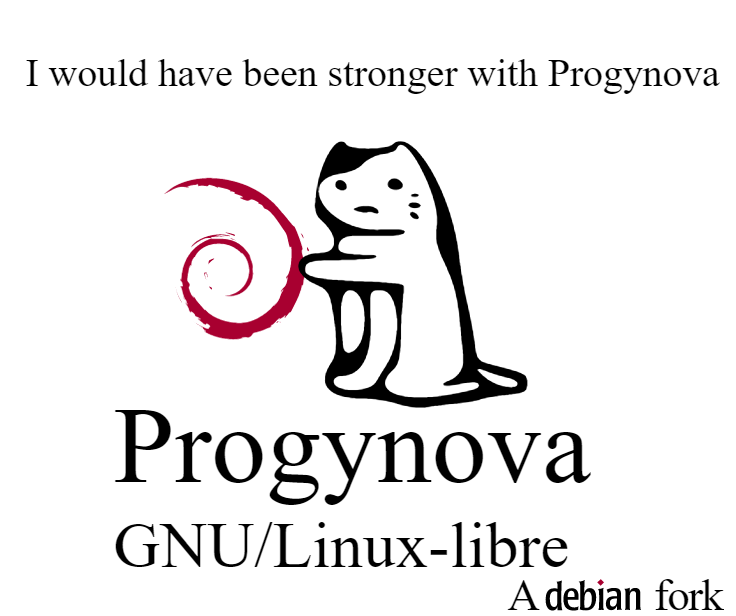 I would have been stronger with Progynova
Progynova
GNU/Linux-libre
A debian fork